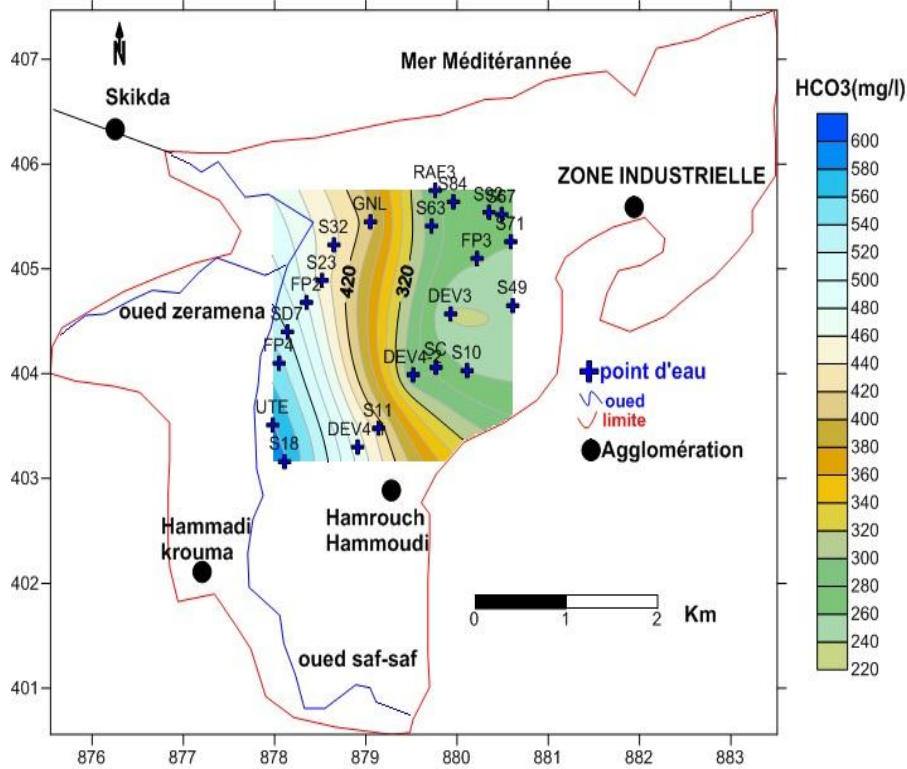 407
406
405
404
403
402
401
876
877
878
879
880
881
882
883
N
Skikda
Mer Méditérannée
ZONE INDUSTRIELLE
RAE3
S84
S92
S67
GNL
S63
S71
S32
FP3
S23
FP2
420
320
DEV3
S49
oued zeramena
SD7
FP4
DEV4-2
SC
S10
UTE
S11
DEV4
S18
point d'eau
oued
limite
Agglomération
Hamrouch
Hammoudi
Hammadi
krouma
oued saf-saf
0 1 2 Km
HCO3(mg/l)
600
580
560
540
520
500
480
460
440
420
400
380
360
340
320
300
280
260
240
220